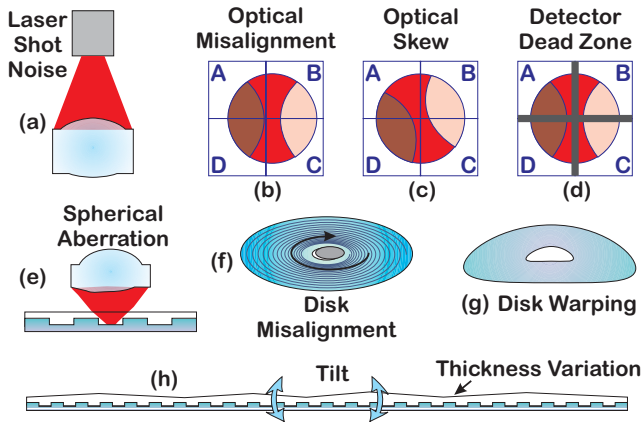 Laser
Shot
Noise
(a)
Optical
Misalignment
A B
D C
(b)
Optical
Skew
A B
D C
(c)
Detector
Dead Zone
A B
D C
(d)
Spherical
Aberration
(e)
(f)
Disk
Misalignment
(g) Disk Warping
(h)
Tilt
Thickness Variation